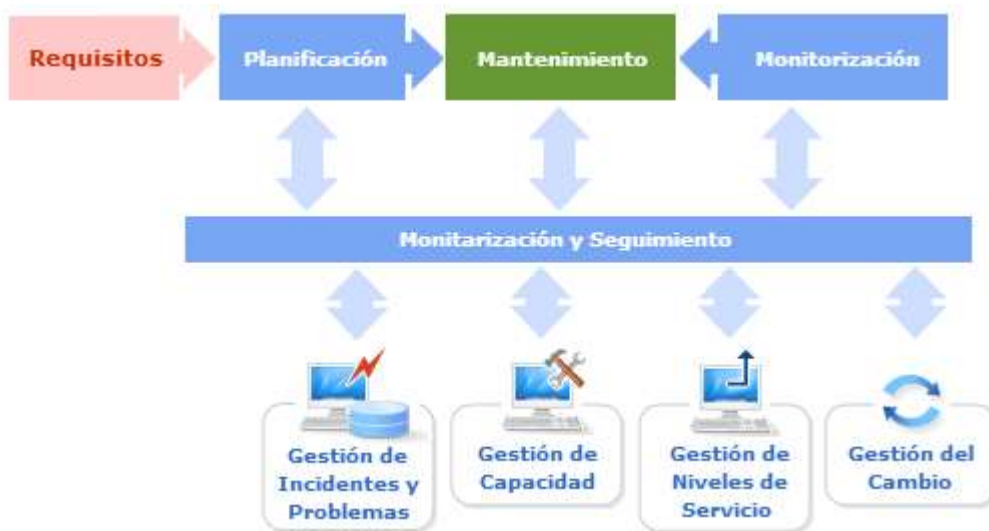 Requisitos
Planificación
Mantenimiento
Monitorización
Monitarización y Seguimiento
Gestión de
Incidentes y
Problemas
Gestión de
Capacidad
Gestión de
Niveles de
Servicio
Gestión del
Cambio